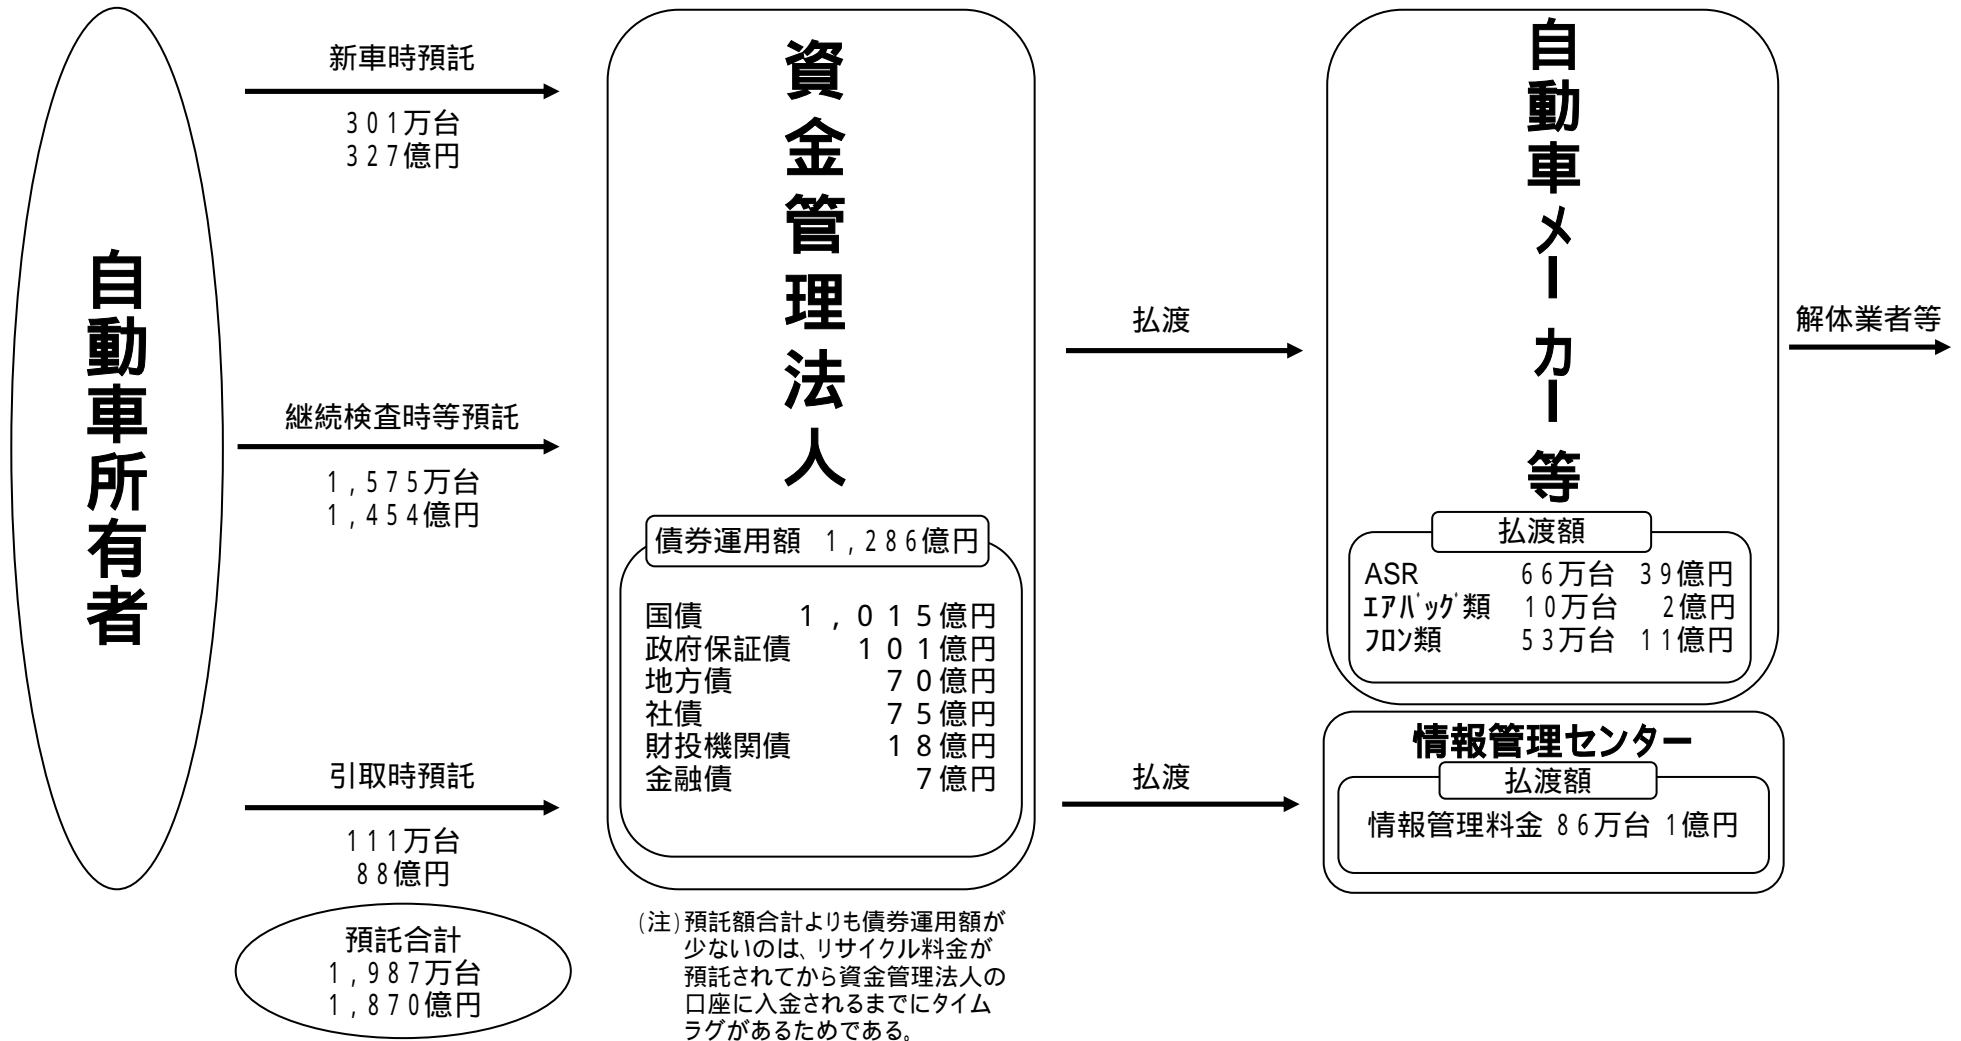 自動車所有者
新車時預託
301万台
327億円
継続検査時等預託
1,575万台
1,454億円
引取時預託
111万台
88億円
預託合計
1,987万台
1,870億円
資金管理法人
債券運用額 1,286億円
国債 1,015億円
政府保証債 101億円
地方債 70億円
社債 75億円
財投機関債 18億円
金融債 7億円
(注)預託額合計よりも債券運用額が
少ないのは、リサイクル料金が
預託されてから資金管理法人の
口座に入金されるまでにタイム
ラグがあるためである。
払渡
払渡
自動車メーカー等
払渡額
ASR 66万台 39億円
ｴｱﾊﾞｯｸﾞ類 10万台 2億円
ﾌﾛﾝ類 53万台 11億円
情報管理センター
払渡額
情報管理料金 86万台 1億円
解体業者等